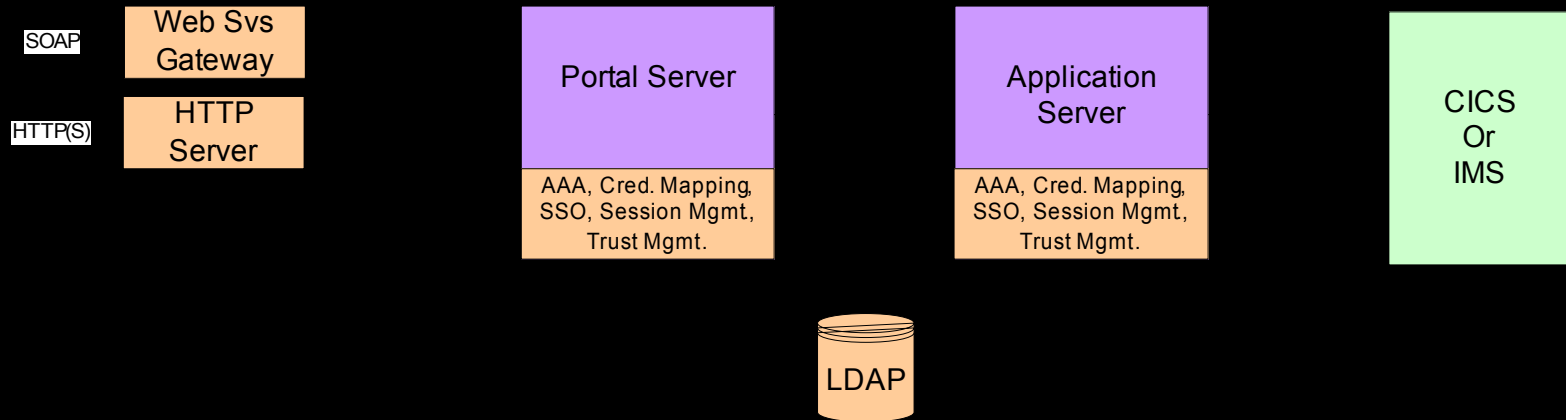 SOAP
Web Svs
Gateway
HTTP(S)
HTTP
Server
Portal Server
AAA, Cred. Mapping,
SSO, Session Mgmt.,
Trust Mgmt.
Application
Server
AAA, Cred. Mapping,
SSO, Session Mgmt.,
Trust Mgmt.
CICS
Or
IMS
LDAP